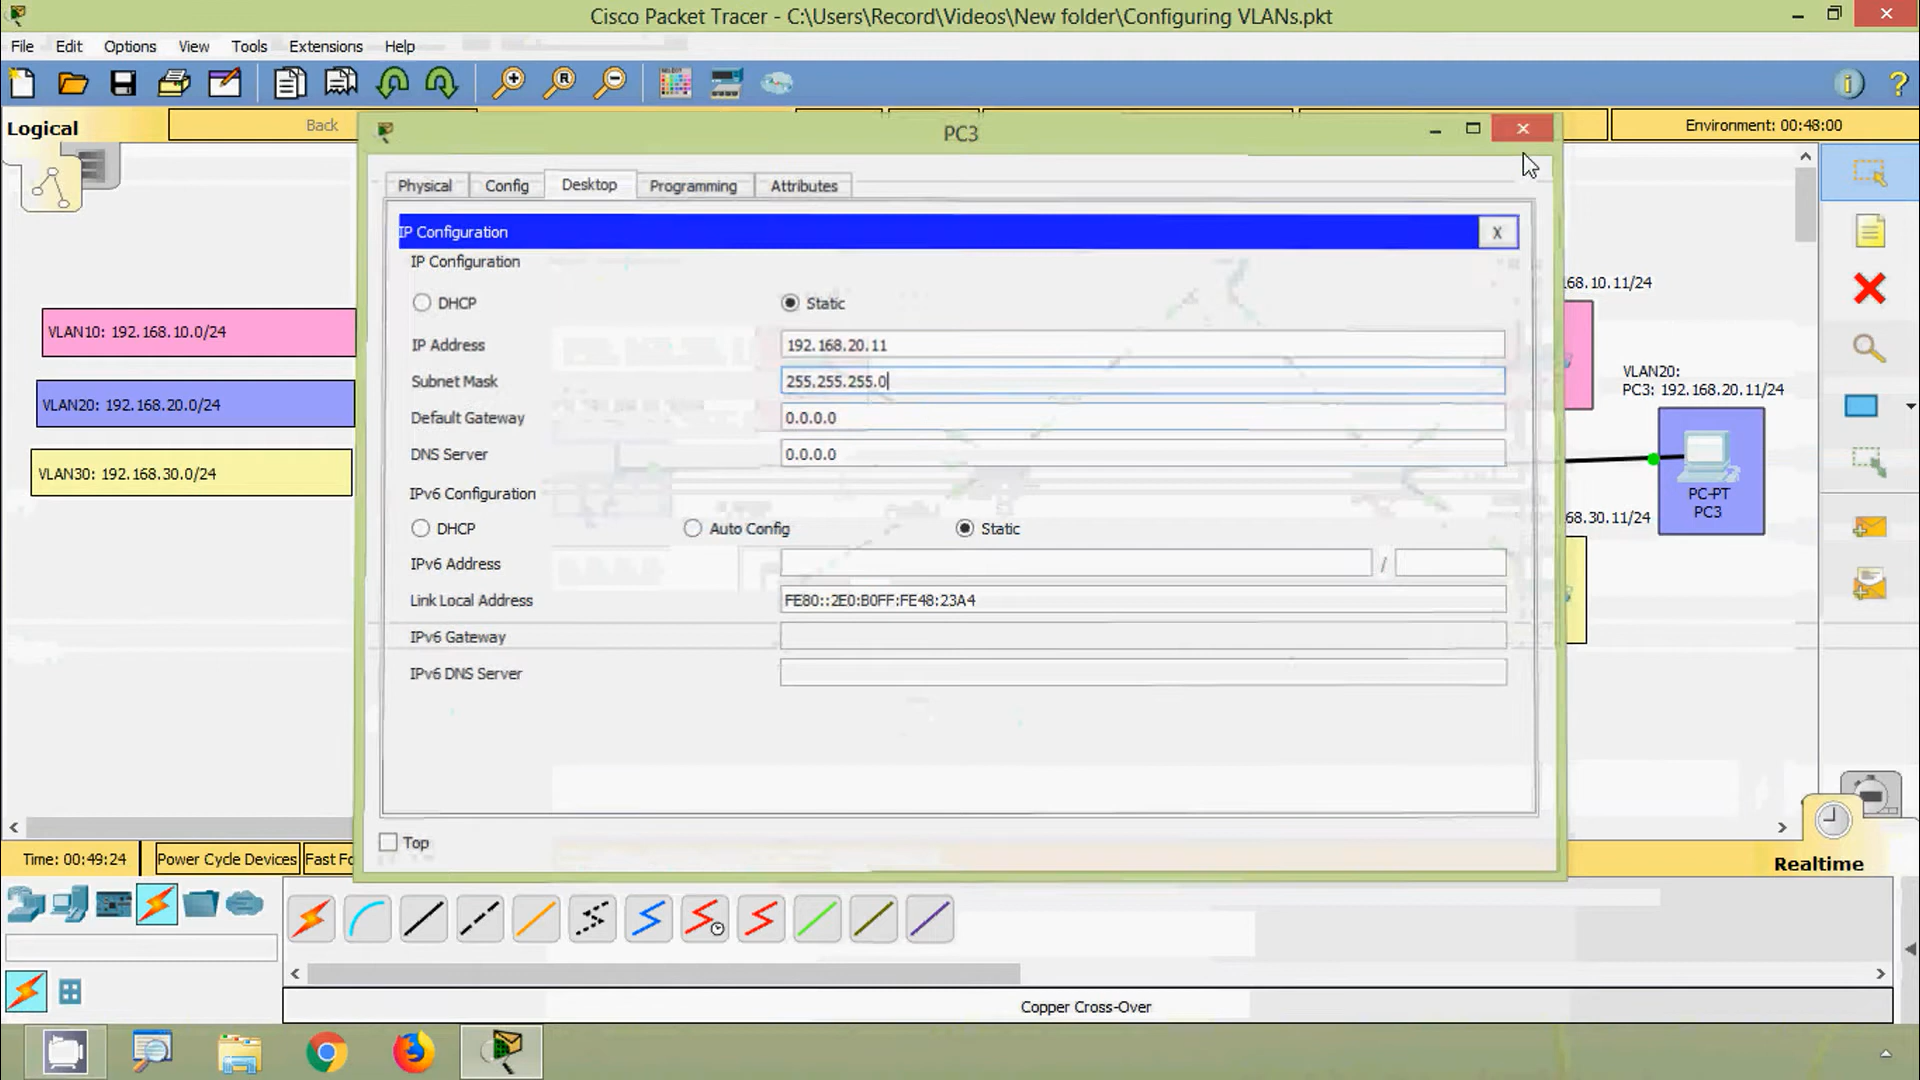 Cisco Packet Tracer - C:\Users\Record\Videos\New folder\Configuring VLANs.pkt
File Edit Options View Tools Extensions Help
Logical
Back
Environment: 00:48:00
PC3
Physical Config Desktop Programming Attributes
IP Configuration X
IP Configuration
DHCP Static
IP Address 192.168.20.11
Subnet Mask 255.255.255.0
Default Gateway 0.0.0.0
DNS Server 0.0.0.0
IPv6 Configuration
DHCP Auto Config Static
IPv6 Address /
Link Local Address FE80::2E0:B0FF:FE48:23A4
IPv6 Gateway
IPv6 DNS Server
Top
VLAN10: 192.168.10.0/24
VLAN20: 192.168.20.0/24
VLAN30: 192.168.30.0/24
68.10.11/24
VLAN20:
PC3: 192.168.20.11/24
PC-PT
PC3
68.30.11/24
Time: 00:49:24 Power Cycle Devices Fast Fo
Realtime
Copper Cross-Over